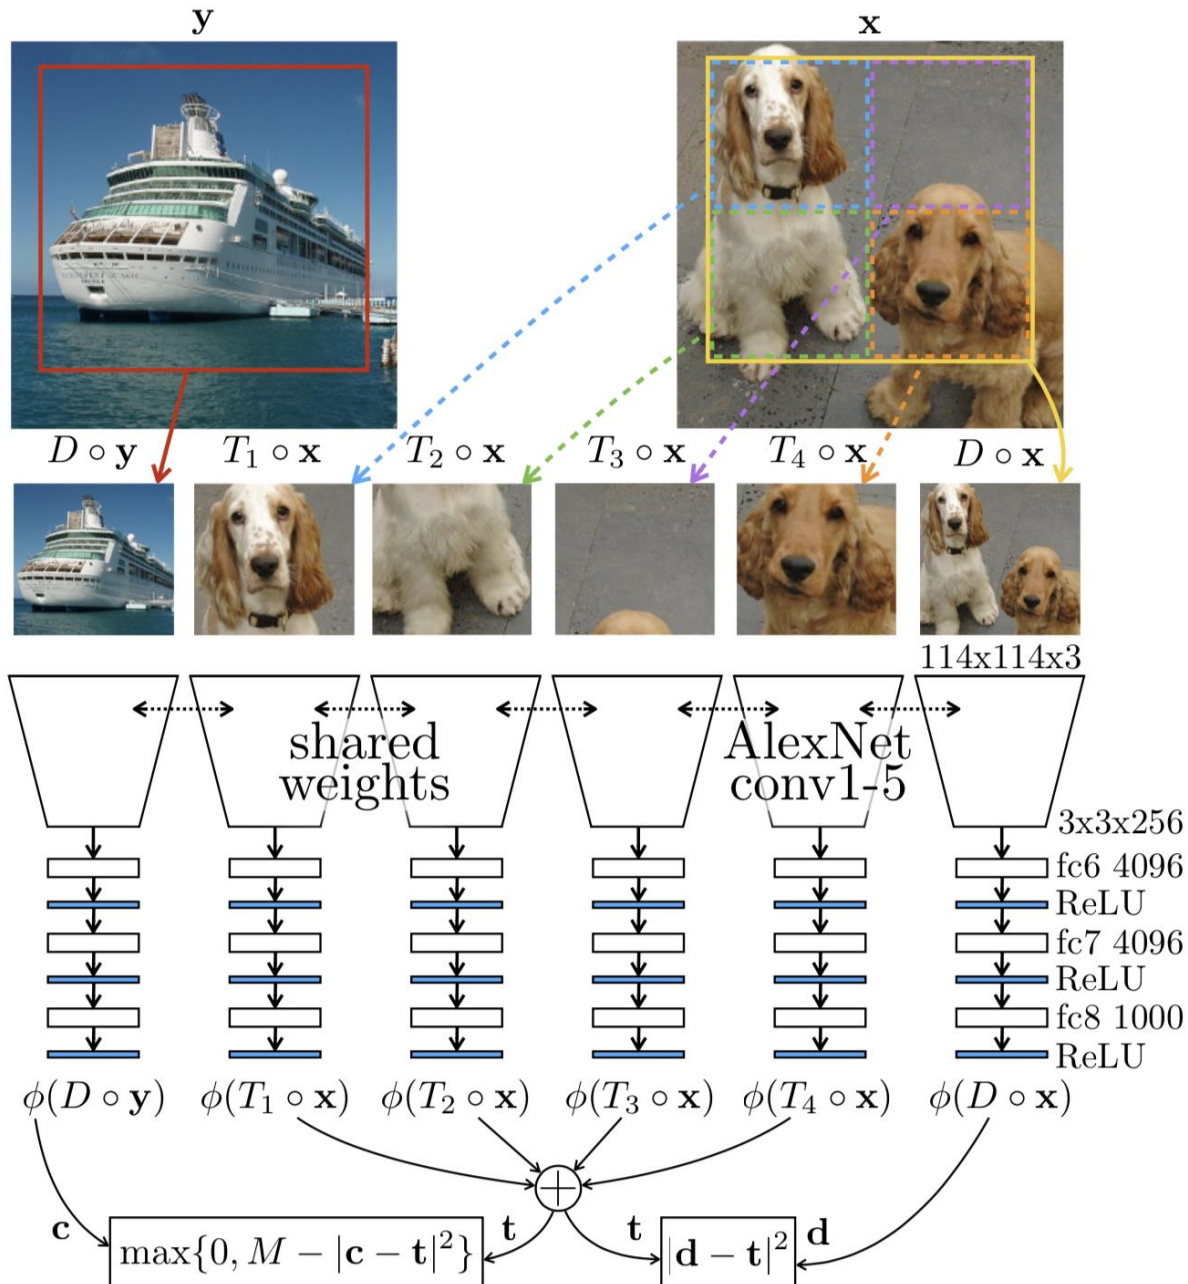 y
x
D ∘ y
T₁ ∘ x
T₂ ∘ x
T₃ ∘ x
T₄ ∘ x
D ∘ x
114x114x3
shared
weights
AlexNet
conv1-5
3x3x256
fc6 4096
ReLU
fc7 4096
ReLU
fc8 1000
ReLU
ϕ(D ∘ y)
ϕ(T₁ ∘ x)
ϕ(T₂ ∘ x)
ϕ(T₃ ∘ x)
ϕ(T₄ ∘ x)
ϕ(D ∘ x)
c
t
t
d
max{0, M − |c − t|²}
|d − t|²